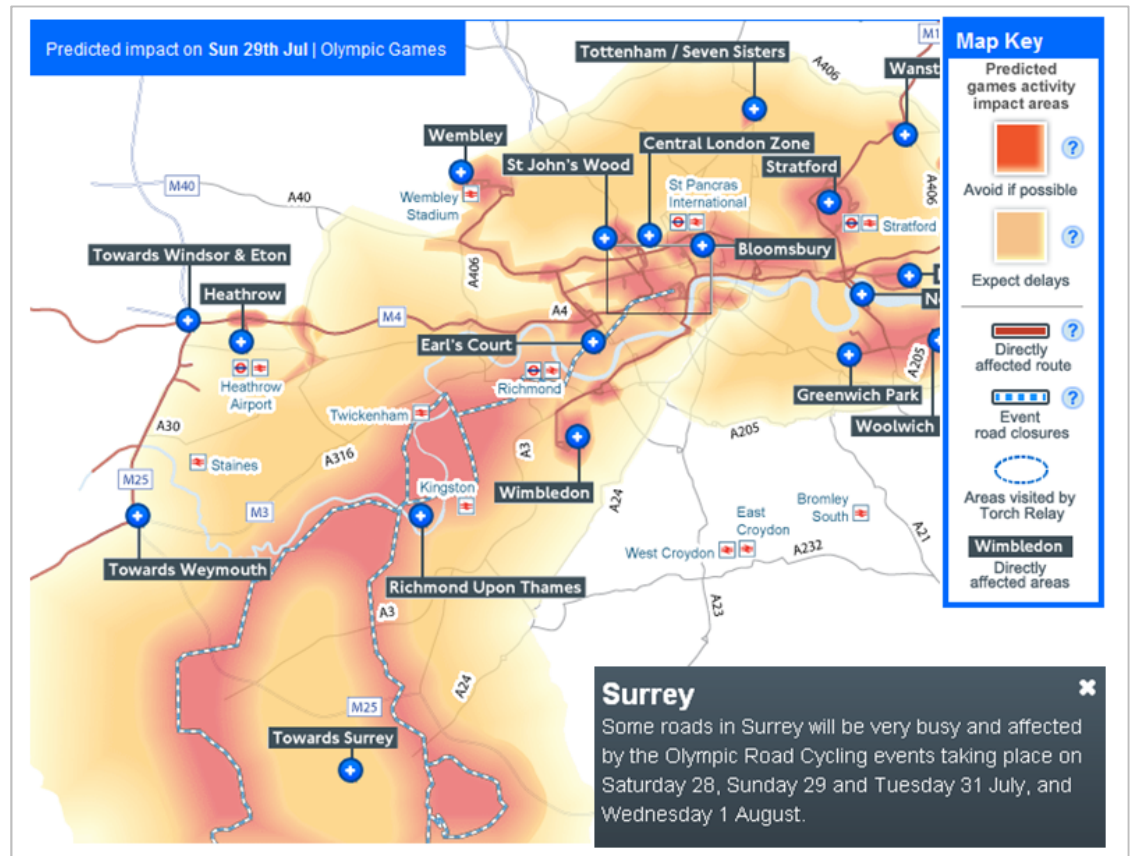 Predicted impact on Sun 29th Jul | Olympic Games
Tottenham / Seven Sisters
A406
M1
Wanst
Wembley
Central London Zone
St John's Wood
Stratford
St Pancras
International
M40
A40
Wembley
Stadium
A406
Stratford
Bloomsbury
Towards Windsor & Eton
A406
Heathrow
M4
A4
Earl's Court
Heathrow
Airport
Richmond
A205
Greenwich Park
Twickenham
A30
A205
Woolwich
A316
A3
Staines
M25
Kingston
Wimbledon
A24
M3
Bromley
South
East
Croydon
A21
West Croydon
A232
Towards Weymouth
Richmond Upon Thames
A3
A23
A24
M25
Towards Surrey
Map Key
Predicted
games activity
impact areas
?
Avoid if possible
?
Expect delays
?
Directly
affected route
?
Event
road closures
Areas visited by
Torch Relay
Wimbledon
Directly
affected areas
Surrey
Some roads in Surrey will be very busy and affected
by the Olympic Road Cycling events taking place on
Saturday 28, Sunday 29 and Tuesday 31 July, and
Wednesday 1 August.